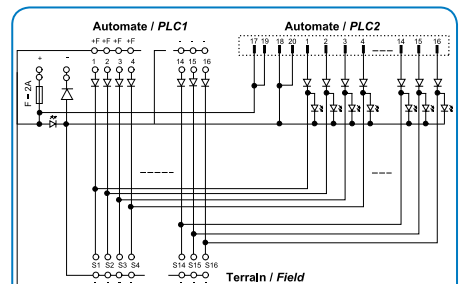 Automate / PLC1
Automate / PLC2
+F +F +F +F - - -
17 19 18 20 1 2 3 4 14 15 16
+ - 1 2 3 4 14 15 16
F = 2A
S1 S2 S3 S4 S14 S15 S16
Terrain / Field